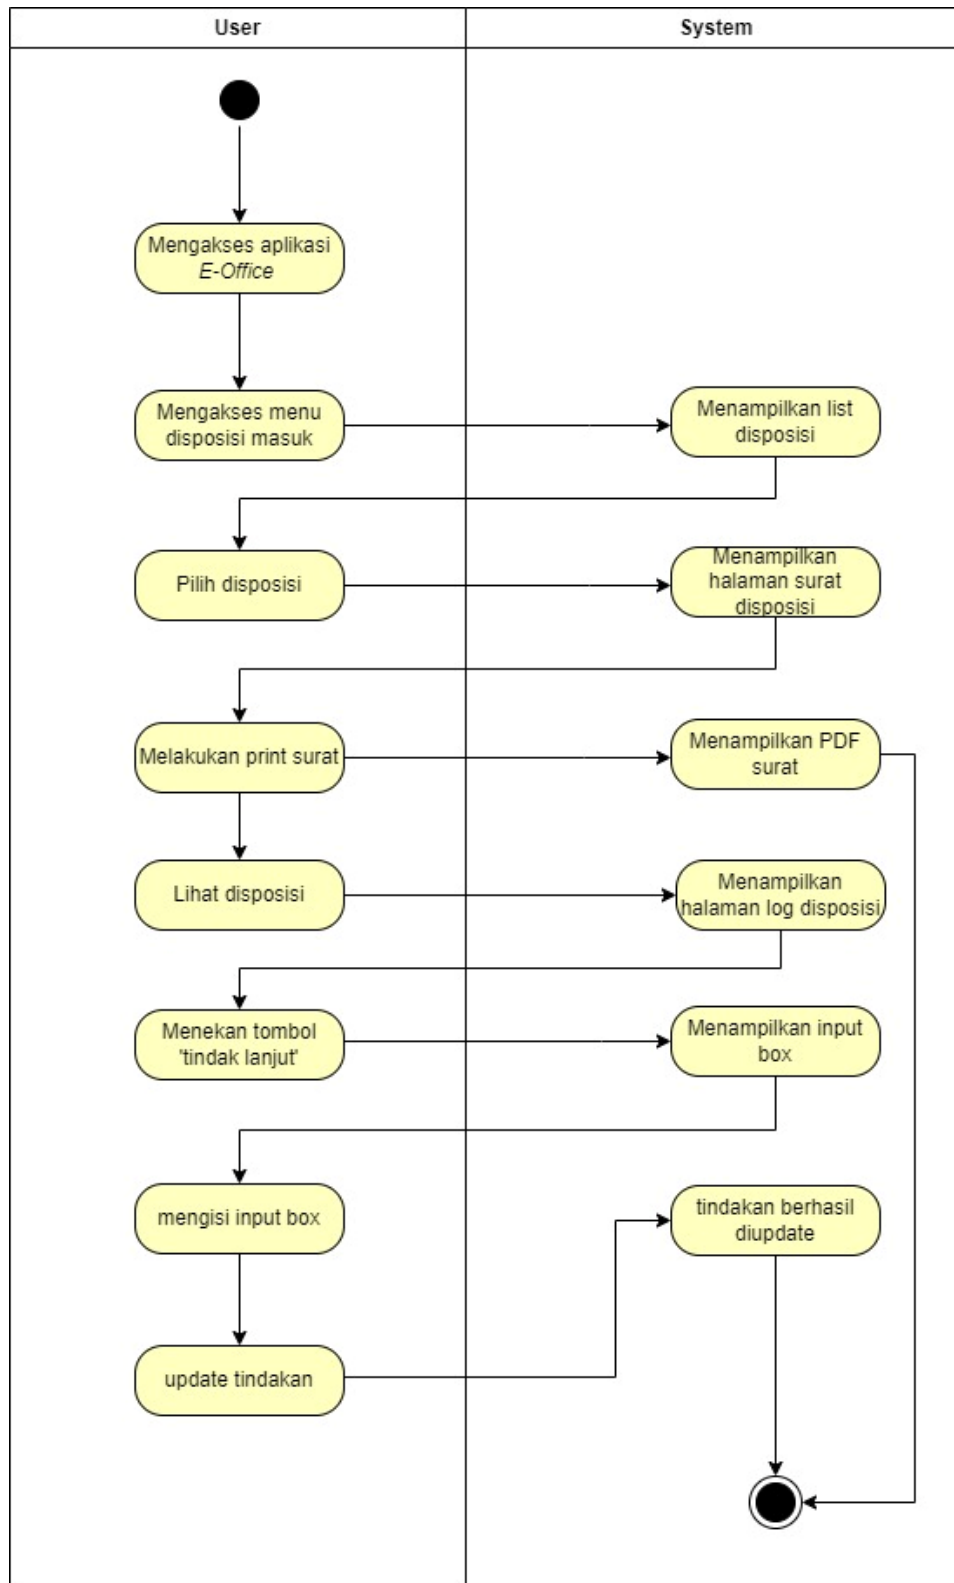 User
System
Mengakses aplikasi
E-Office
Mengakses menu
disposisi masuk
Menampilkan list
disposisi
Pilih disposisi
Menampilkan
halaman surat
disposisi
Melakukan print surat
Menampilkan PDF
surat
Lihat disposisi
Menampilkan
halaman log disposisi
Menekan tombol
'tindak lanjut'
Menampilkan input
box
mengisi input box
tindakan berhasil
diupdate
update tindakan